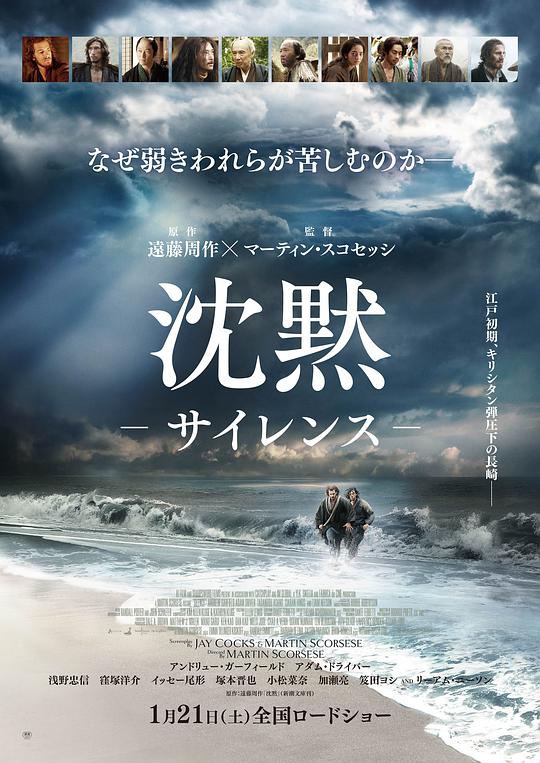 なぜ弱きわれらが苦しむのか──
原作
監督
遠藤周作×マーティン・スコセッシ
沈黙
─サイレンス─
江戸初期、キリシタン弾圧下の長崎──
Screenplay by JAY COCKS & MARTIN SCORSESE
Directed by MARTIN SCORSESE
アンドリュー・ガーフィールド アダム・ドライバー
浅野忠信 窪塚洋介 イッセー尾形 塚本晋也 小松菜奈 加瀬亮 笈田ヨシ AND リーアム・ニーソン
原作:遠藤周作『沈黙』(新潮文庫刊)
1月21日(土)全国ロードショー